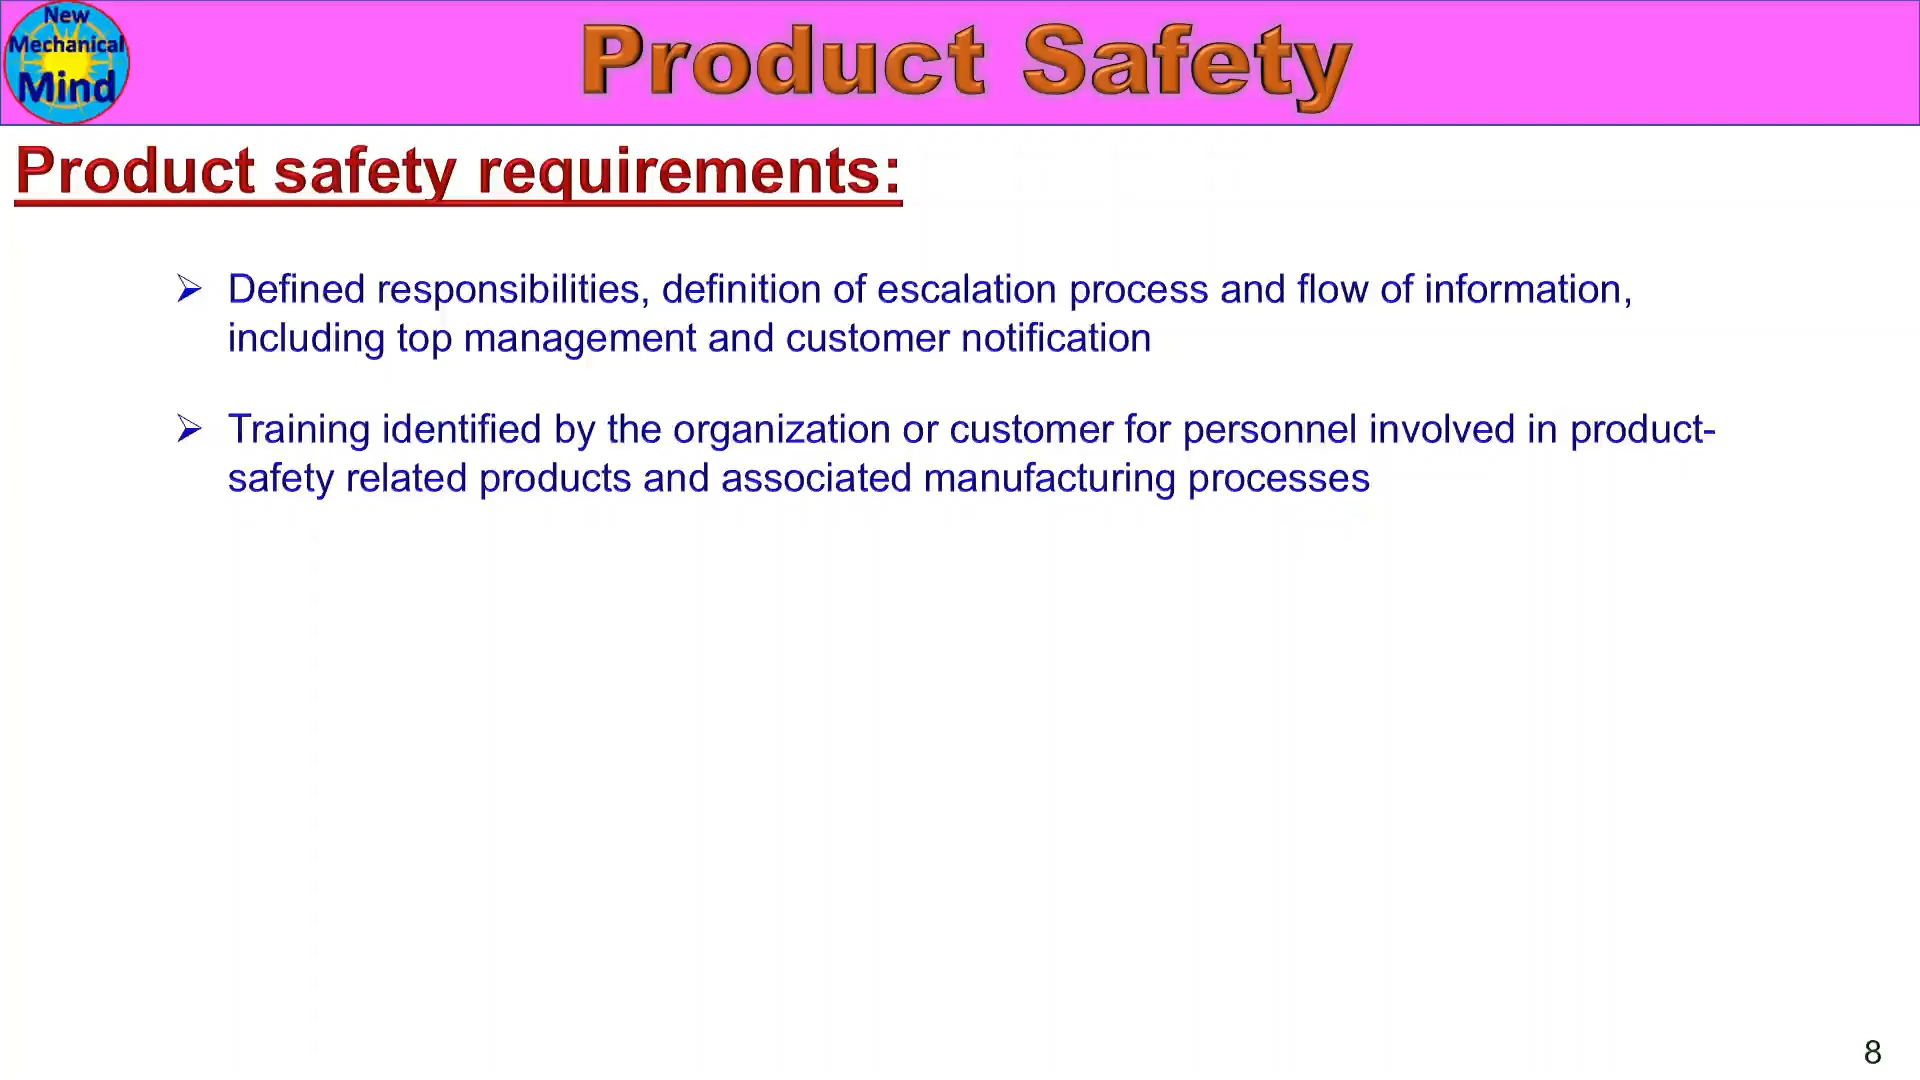 New
Mechanical
Mind
Product Safety
Product safety requirements:
➢ Defined responsibilities, definition of escalation process and flow of information,
including top management and customer notification
➢ Training identified by the organization or customer for personnel involved in product-
safety related products and associated manufacturing processes
8